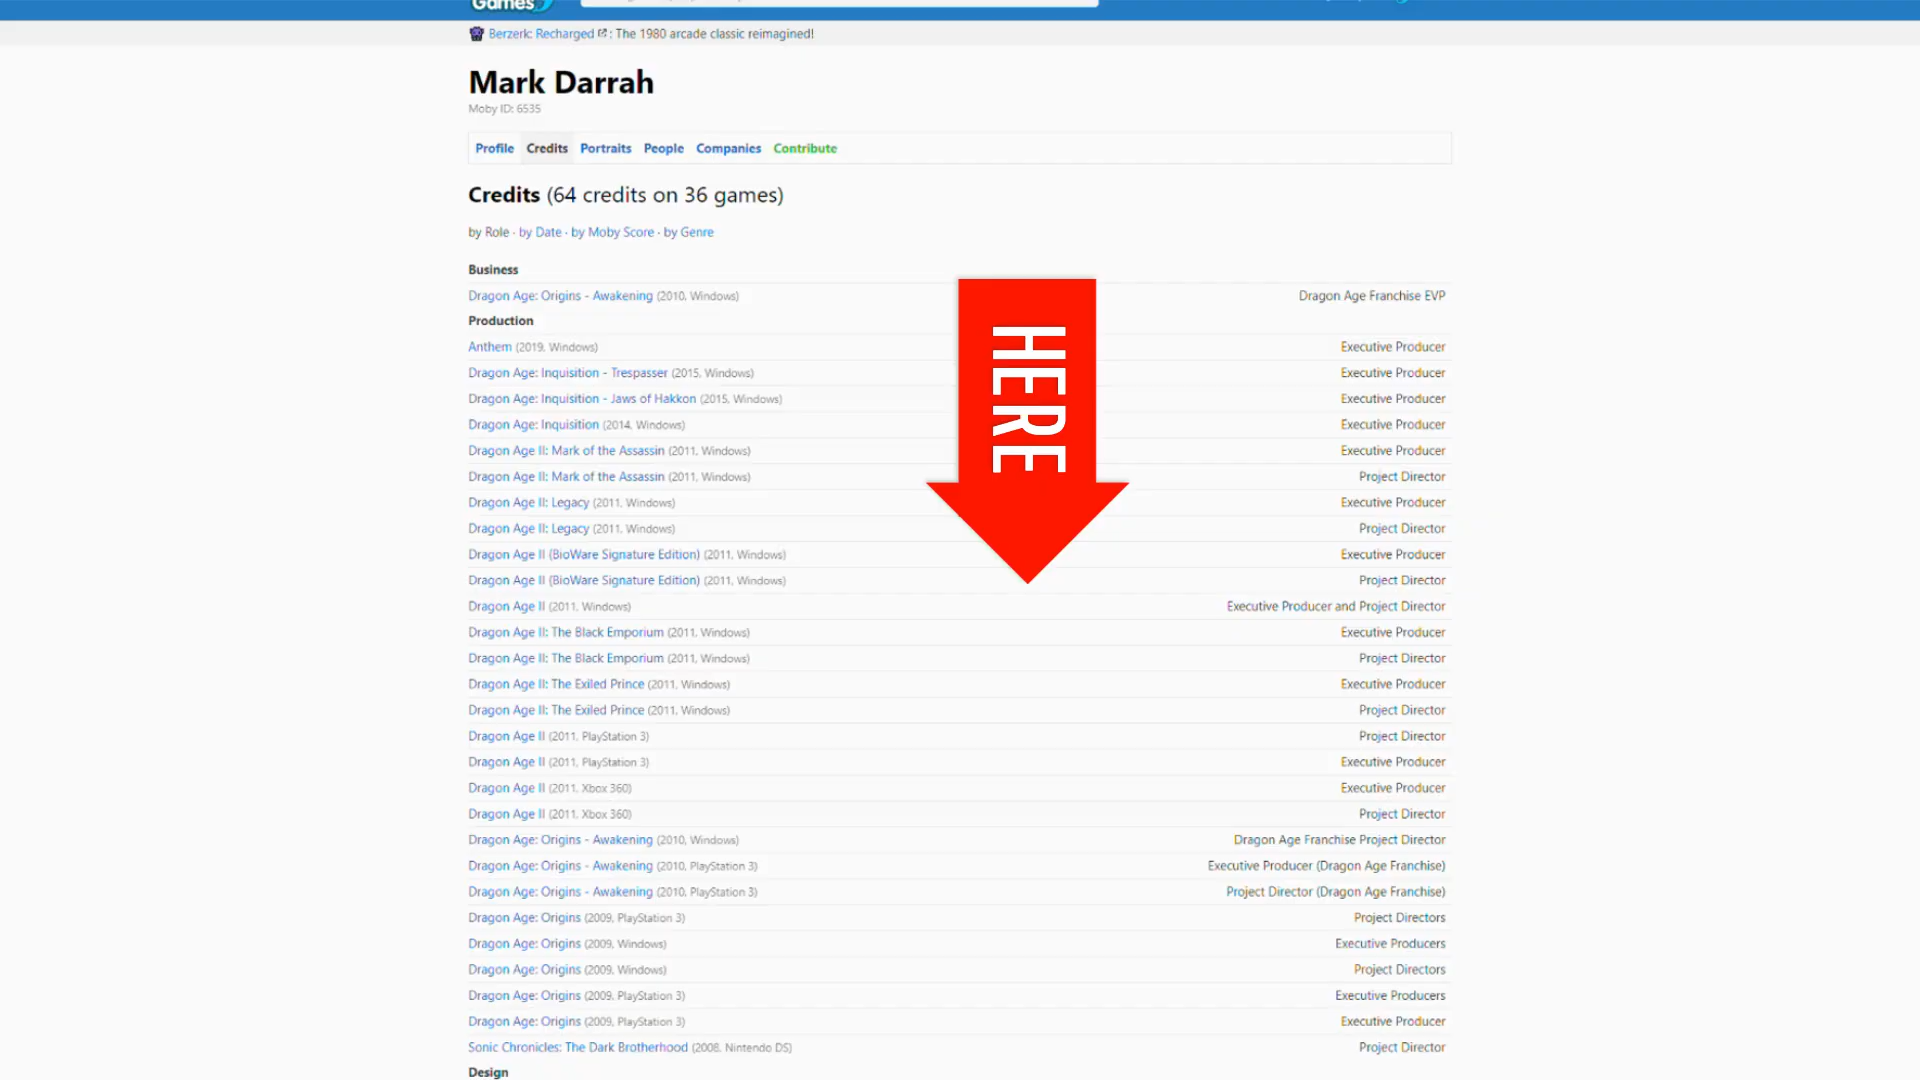 Games
Berzerk: Recharged : The 1980 arcade classic reimagined!
Mark Darrah
Moby ID: 6535
Profile Credits Portraits People Companies Contribute
Credits (64 credits on 36 games)
by Role · by Date · by Moby Score · by Genre
Business
Dragon Age: Origins - Awakening (2010, Windows) Dragon Age Franchise EVP
Production
Anthem (2019, Windows) Executive Producer
Dragon Age: Inquisition - Trespasser (2015, Windows) Executive Producer
Dragon Age: Inquisition - Jaws of Hakkon (2015, Windows) Executive Producer
Dragon Age: Inquisition (2014, Windows) Executive Producer
Dragon Age II: Mark of the Assassin (2011, Windows) Executive Producer
Dragon Age II: Mark of the Assassin (2011, Windows) Project Director
Dragon Age II: Legacy (2011, Windows) Executive Producer
Dragon Age II: Legacy (2011, Windows) Project Director
Dragon Age II (BioWare Signature Edition) (2011, Windows) Executive Producer
Dragon Age II (BioWare Signature Edition) (2011, Windows) Project Director
Dragon Age II (2011, Windows) Executive Producer and Project Director
Dragon Age II: The Black Emporium (2011, Windows) Executive Producer
Dragon Age II: The Black Emporium (2011, Windows) Project Director
Dragon Age II: The Exiled Prince (2011, Windows) Executive Producer
Dragon Age II: The Exiled Prince (2011, Windows) Project Director
Dragon Age II (2011, PlayStation 3) Project Director
Dragon Age II (2011, PlayStation 3) Executive Producer
Dragon Age II (2011, Xbox 360) Executive Producer
Dragon Age II (2011, Xbox 360) Project Director
Dragon Age: Origins - Awakening (2010, Windows) Dragon Age Franchise Project Director
Dragon Age: Origins - Awakening (2010, PlayStation 3) Executive Producer (Dragon Age Franchise)
Dragon Age: Origins - Awakening (2010, PlayStation 3) Project Director (Dragon Age Franchise)
Dragon Age: Origins (2009, PlayStation 3) Project Directors
Dragon Age: Origins (2009, Windows) Executive Producers
Dragon Age: Origins (2009, Windows) Project Directors
Dragon Age: Origins (2009, PlayStation 3) Executive Producers
Dragon Age: Origins (2009, PlayStation 3) Executive Producer
Sonic Chronicles: The Dark Brotherhood (2008, Nintendo DS) Project Director
Design
HERE